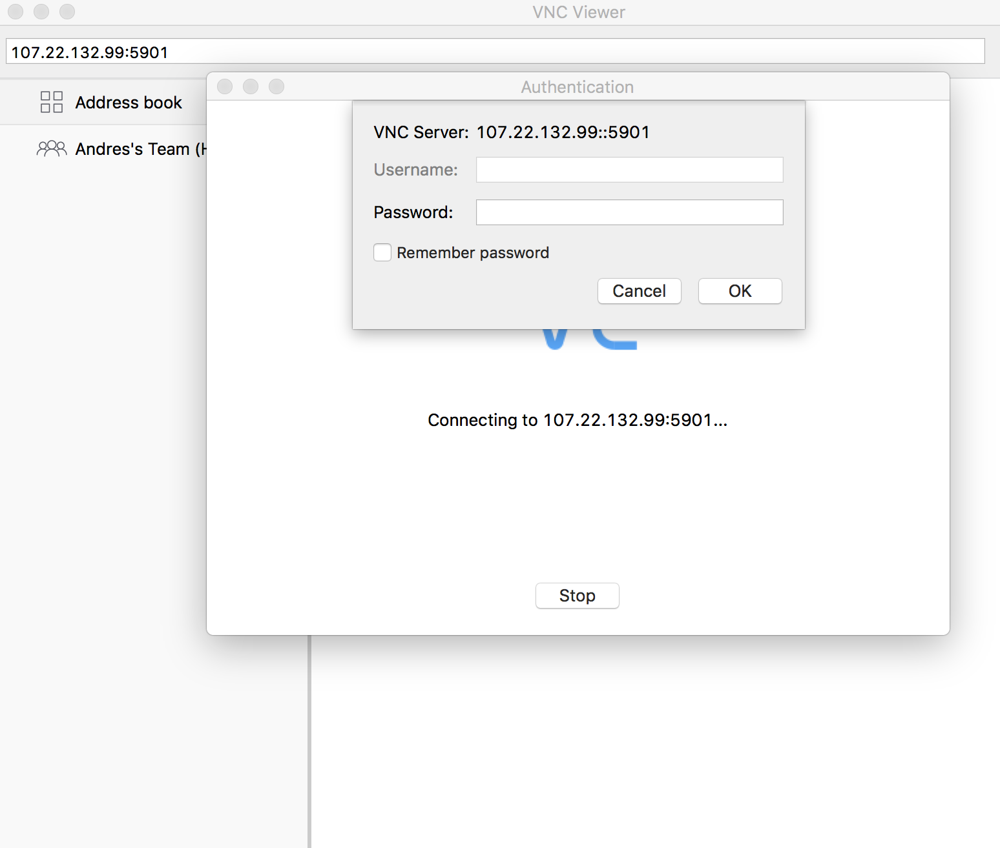 VNC Viewer
107.22.132.99:5901
Address book
Andres's Team (
Authentication
VNC Server: 107.22.132.99::5901
Username:
Password:
Remember password
Cancel
OK
Connecting to 107.22.132.99:5901...
Stop